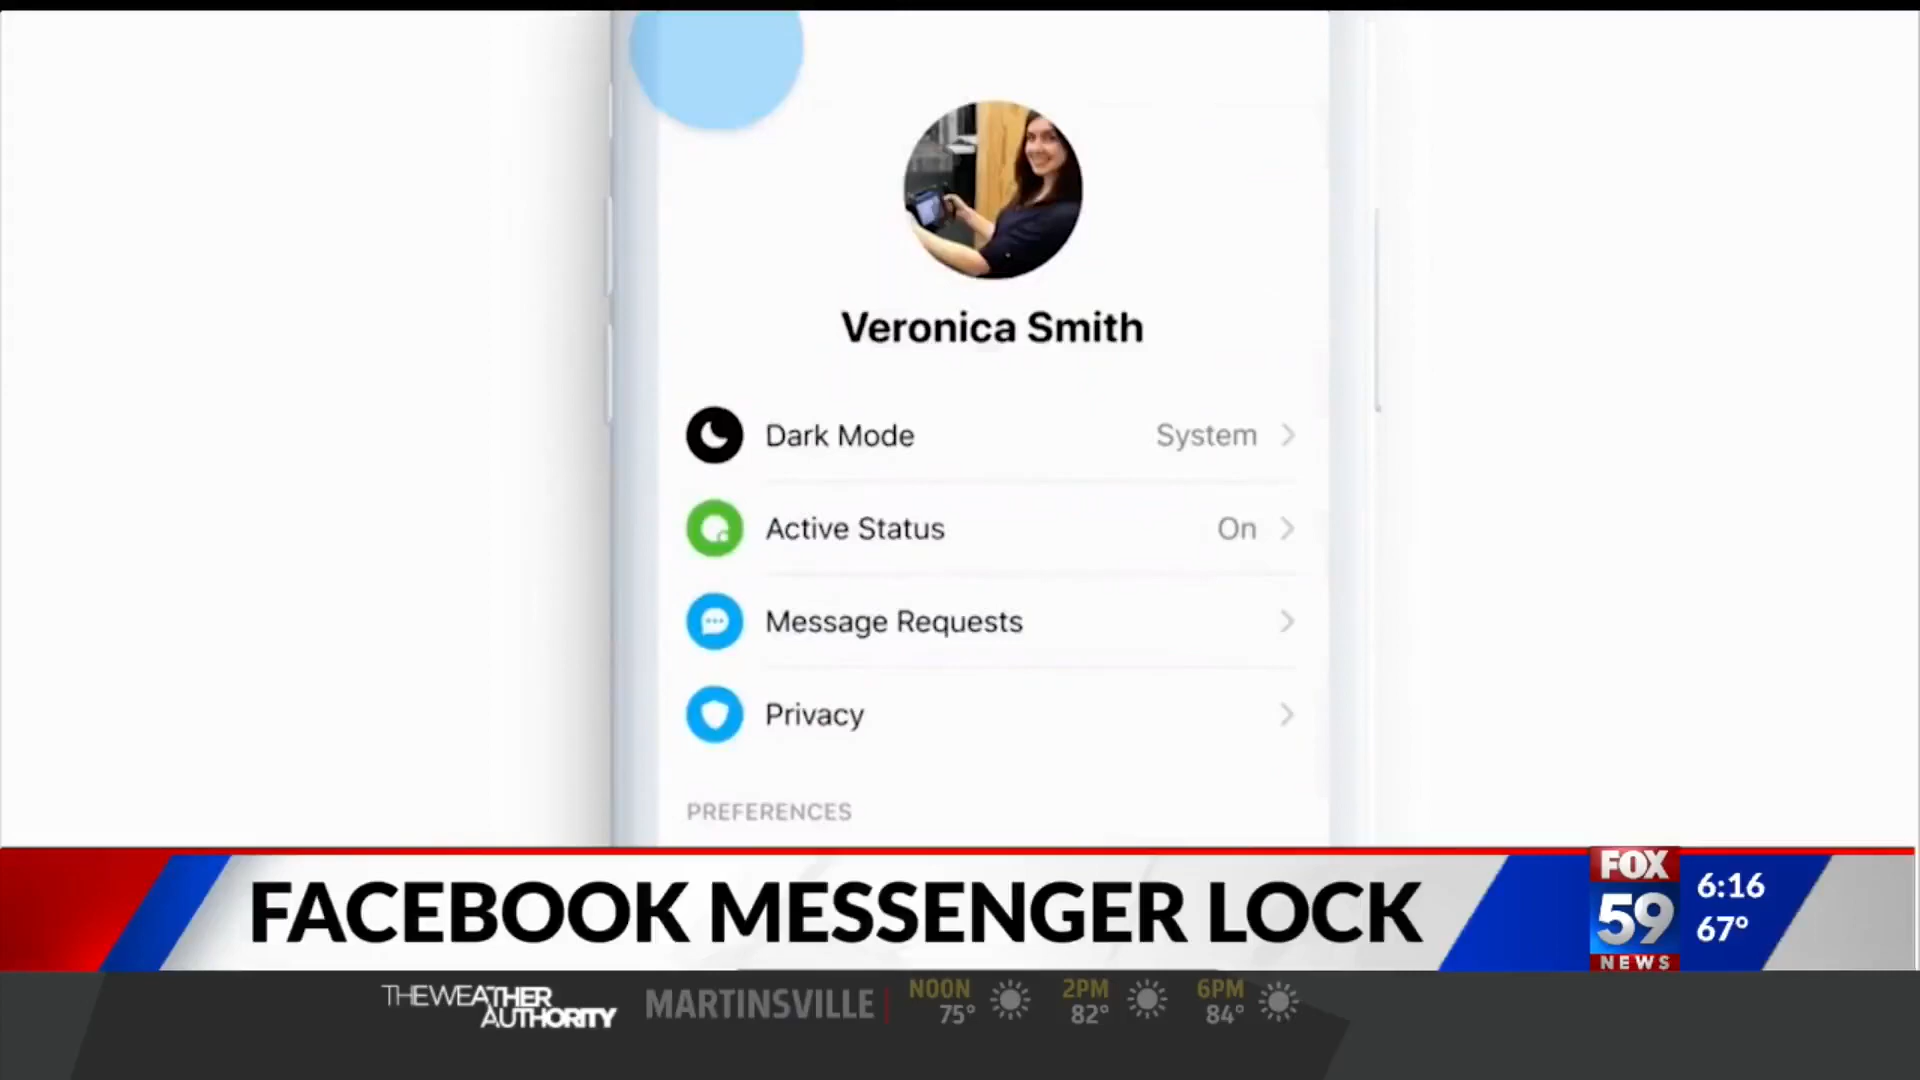 Veronica Smith
Dark Mode System
Active Status On
Message Requests
Privacy
PREFERENCES
FACEBOOK MESSENGER LOCK
FOX
59
NEWS
6:16
67°
THE WEATHER
AUTHORITY
MARTINSVILLE
NOON
75°
2PM
82°
6PM
84°